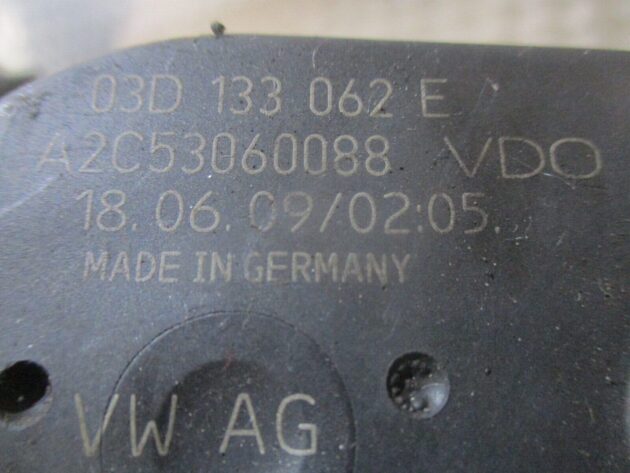 03D 133 062 E
A2C53060088 VDO
18.06.09/02:05.
MADE IN GERMANY
VW AG